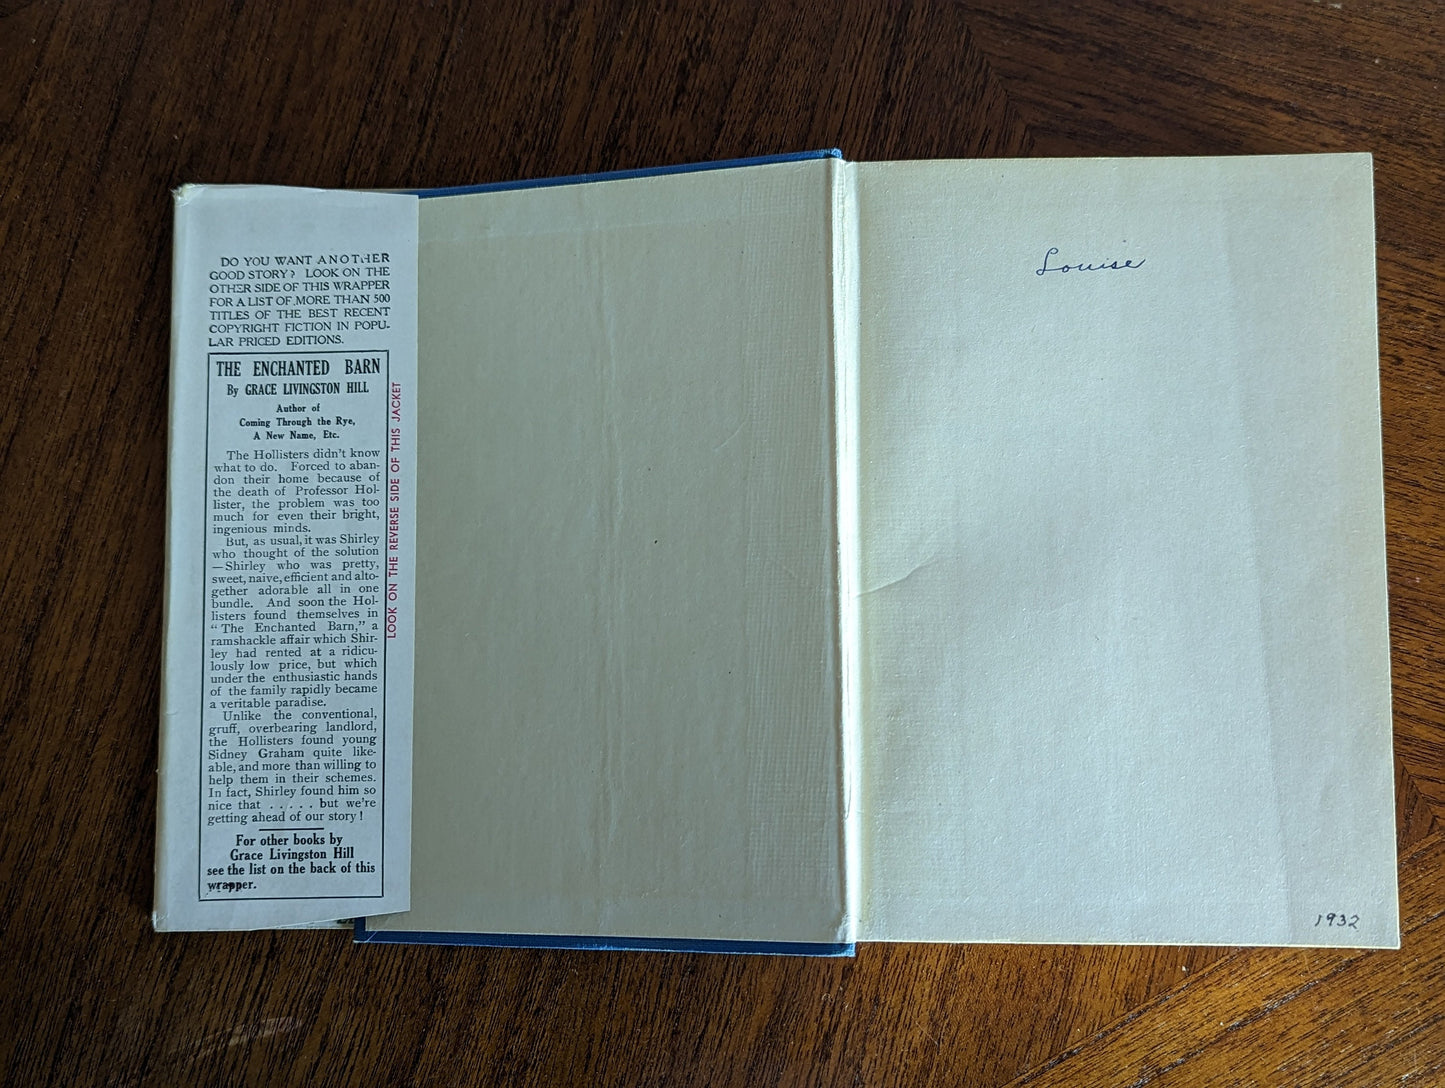 DO YOU WANT ANOTHER
GOOD STORY? LOOK ON THE
OTHER SIDE OF THIS WRAPPER
FOR A LIST OF MORE THAN 500
TITLES OF THE BEST RECENT
COPYRIGHT FICTION IN POPU-
LAR PRICED EDITIONS.
THE ENCHANTED BARN
By GRACE LIVINGSTON HILL
Author of
Coming Through the Rye,
A New Name, Etc.
The Hollisters didn't know
what to do. Forced to aban-
don their home because of
the death of Professor Hol-
lister, the problem was too
much for even their bright,
ingenious minds.
But, as usual, it was Shirley
who thought of the solution
—Shirley who was pretty,
sweet, naive, efficient and alto-
gether adorable all in one
bundle. And soon the Hol-
listers found themselves in
"The Enchanted Barn," a
ramshackle affair which Shir-
ley had rented at a ridicu-
lously low price, but which
under the enthusiastic hands
of the family rapidly became
a veritable paradise.
Unlike the conventional,
gruff, overbearing landlord,
the Hollisters found young
Sidney Graham quite like-
able, and more than willing to
help them in their schemes.
In fact, Shirley found him so
nice that . . . . . but we're
getting ahead of our story!
For other books by
Grace Livingston Hill
see the list on the back of this
wrapper.
LOOK ON THE REVERSE SIDE OF THIS JACKET
Louise
1932